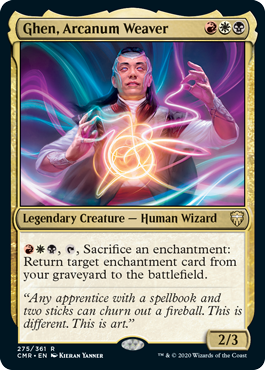 Ghen, Arcanum Weaver
Legendary Creature — Human Wizard
, , Sacrifice an enchantment:
Return target enchantment card from
your graveyard to the battlefield.
“Any apprentice with a spellbook and
two sticks can churn out a fireball. This is
different. This is art.”
2/3
275/361 R
CMR • EN KIERAN YANNER
™ & © 2020 Wizards of the Coast